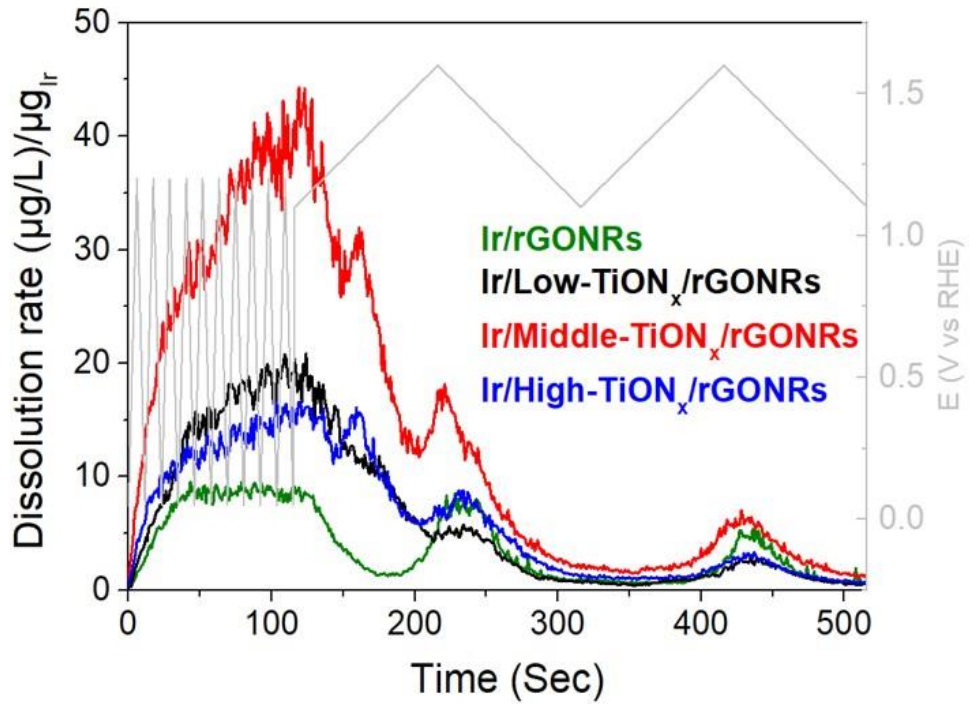 50
40
30
20
10
0
Dissolution rate (µg/L)/µg_Ir
1.5
1.0
0.5
0.0
E (V vs RHE)
Ir/rGONRs
Ir/Low-TiONₓ/rGONRs
Ir/Middle-TiONₓ/rGONRs
Ir/High-TiONₓ/rGONRs
0 100 200 300 400 500
Time (Sec)